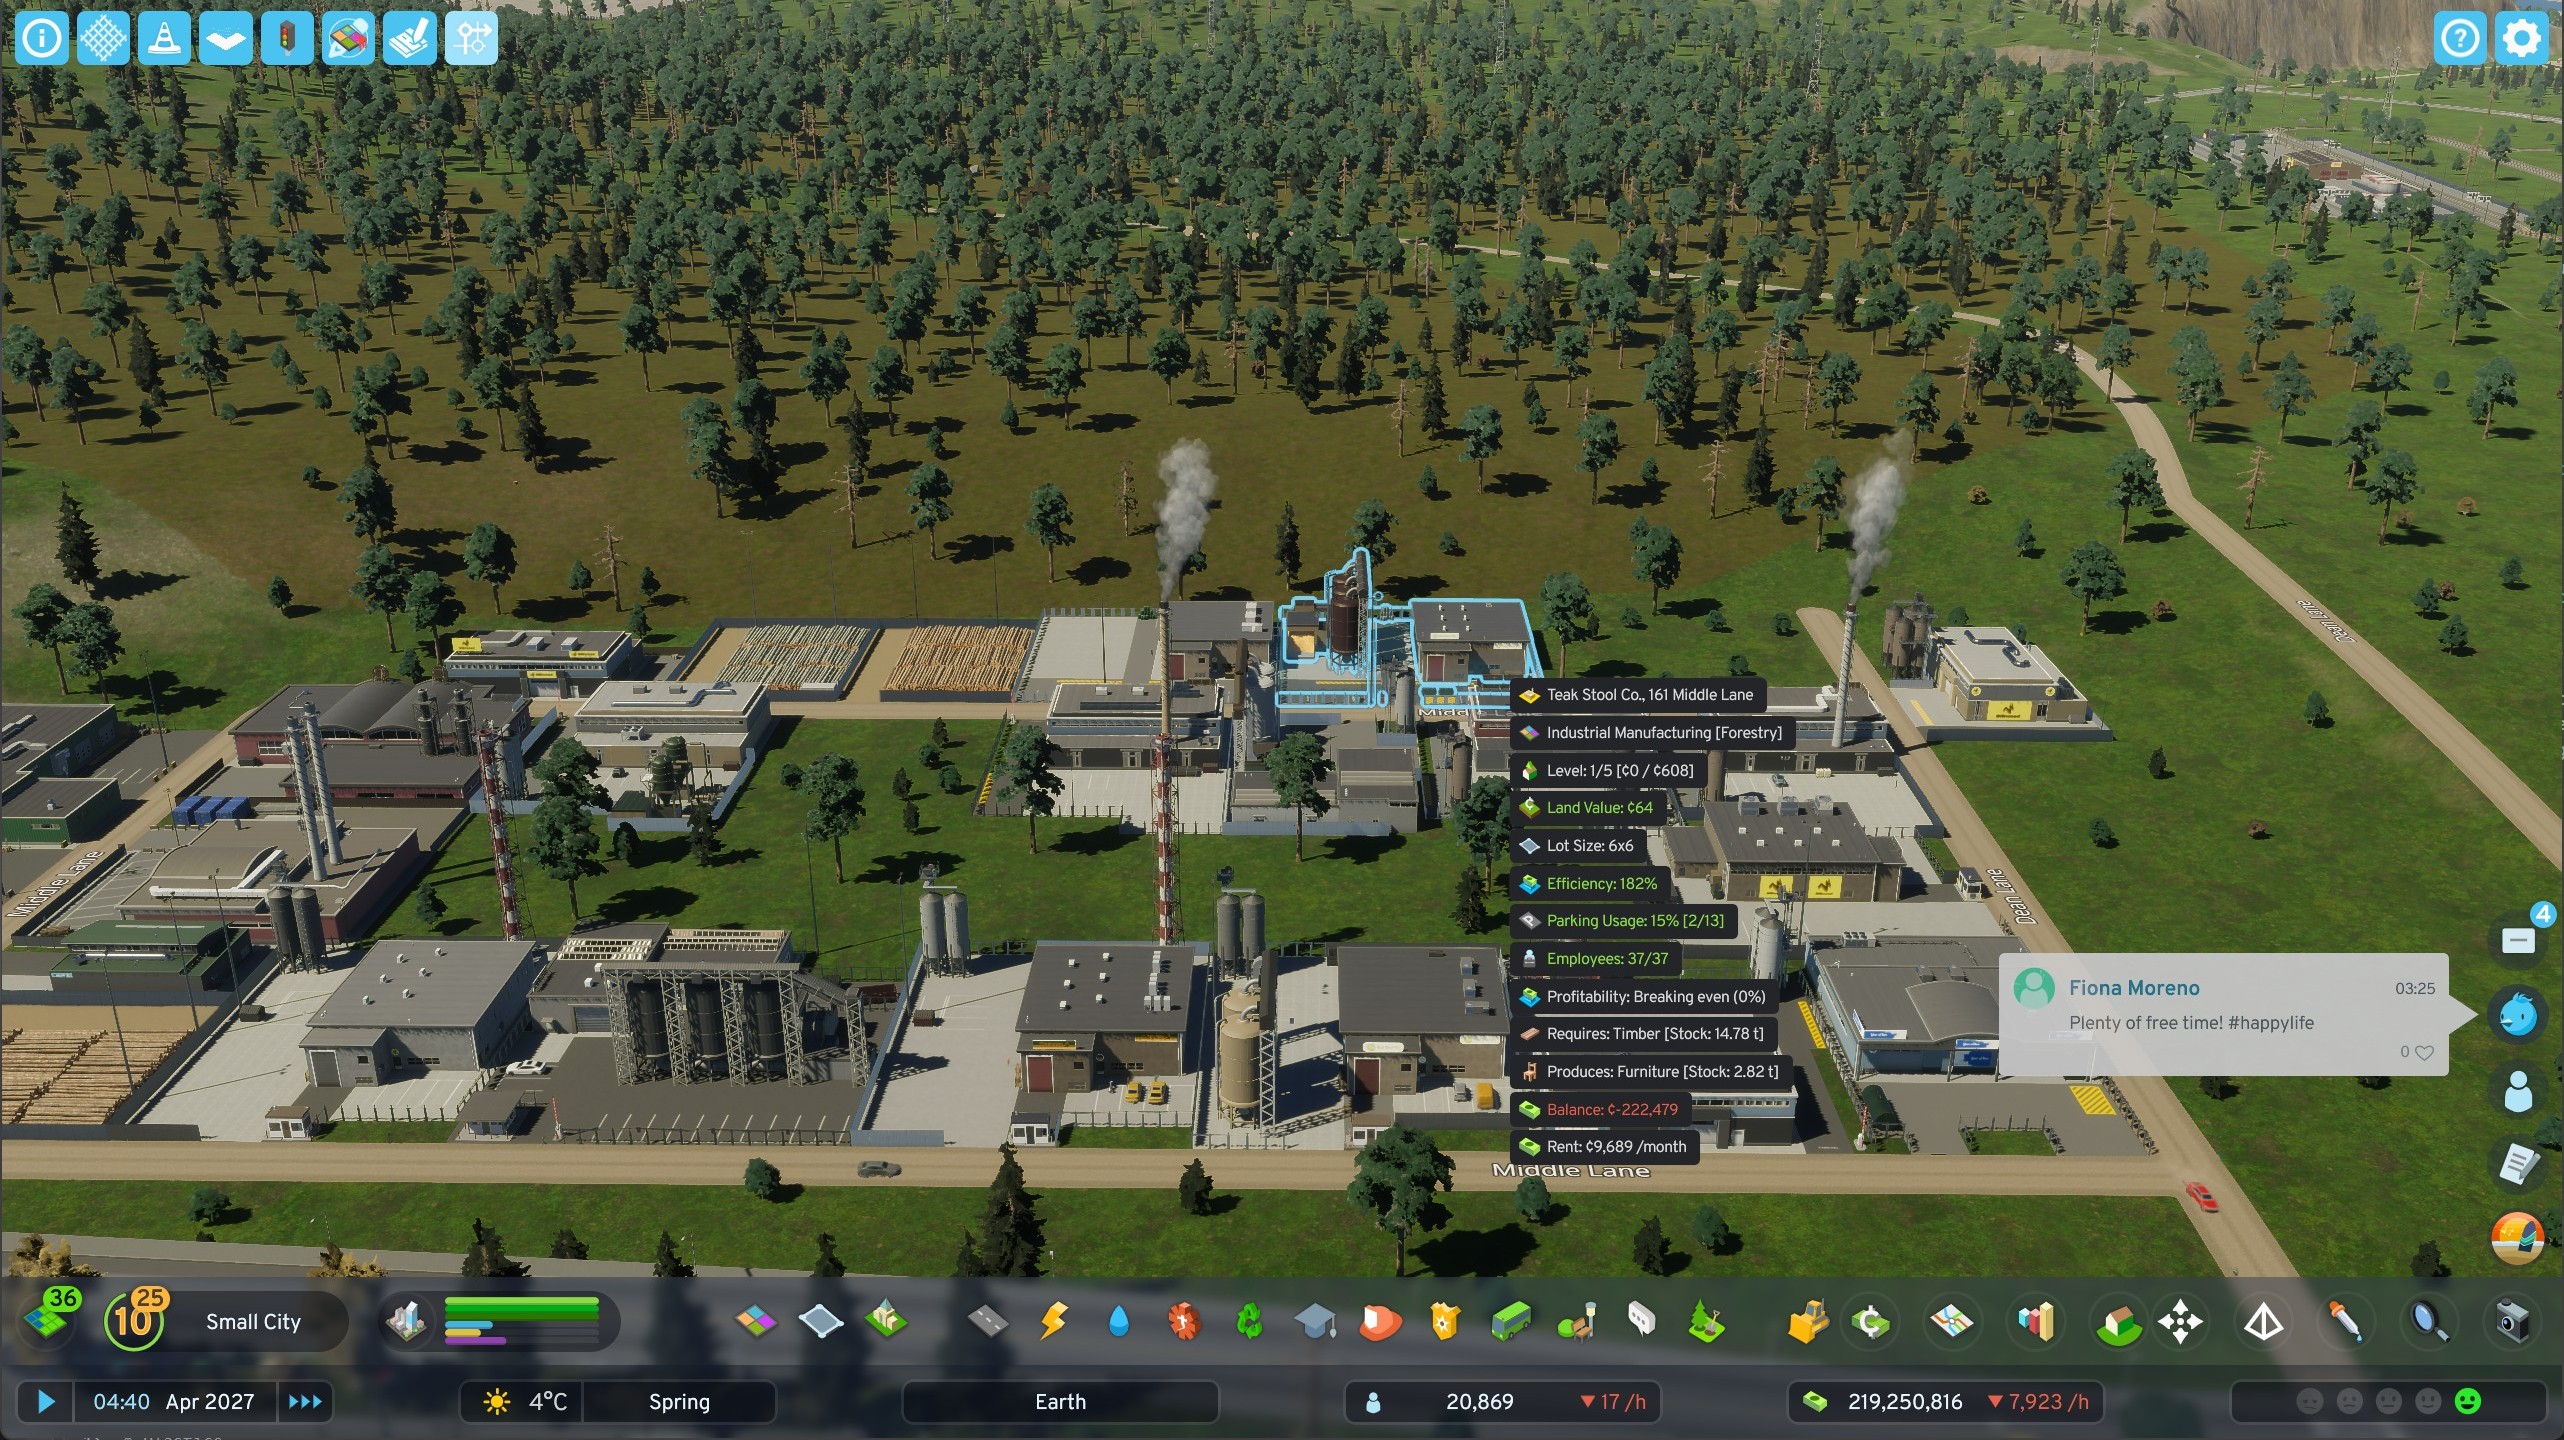 4
Middle Lane
Dean Lane
Middle Lane
Dean Lane
Teak Stool Co., 161 Middle Lane
Industrial Manufacturing [Forestry]
Level: 1/5 [¢0 / ¢608]
Land Value: ¢64
Lot Size: 6x6
Efficiency: 182%
Parking Usage: 15% [2/13]
Employees: 37/37
Profitability: Breaking even (0%)
Requires: Timber [Stock: 14.78 t]
Produces: Furniture [Stock: 2.82 t]
Balance: ¢-222,479
Rent: ¢9,689 /month
Middle Lane
Fiona Moreno 03:25
Plenty of free time! #happylife
0
36 10 25 Small City
04:40 Apr 2027 4°C Spring Earth 20,869 17 /h 219,250,816 7,923 /h